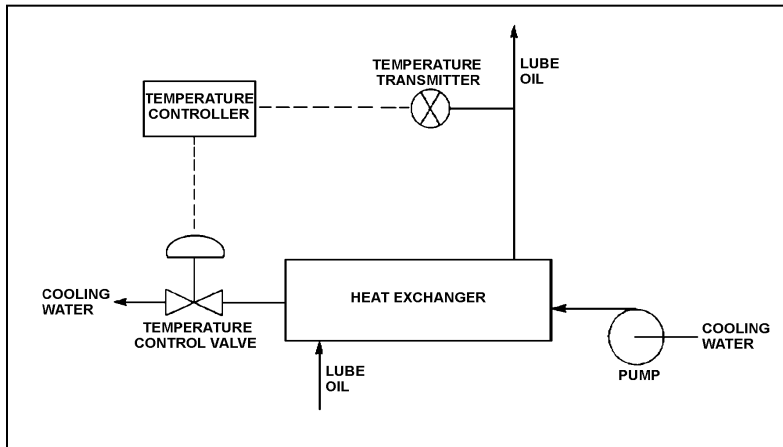 LUBE
OIL
TEMPERATURE
TRANSMITTER
TEMPERATURE
CONTROLLER
HEAT EXCHANGER
COOLING
WATER
TEMPERATURE
CONTROL VALVE
COOLING
WATER
PUMP
LUBE
OIL